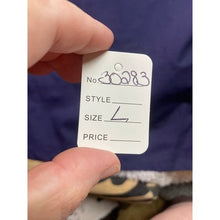 No. 30283
STYLE
SIZE L
PRICE